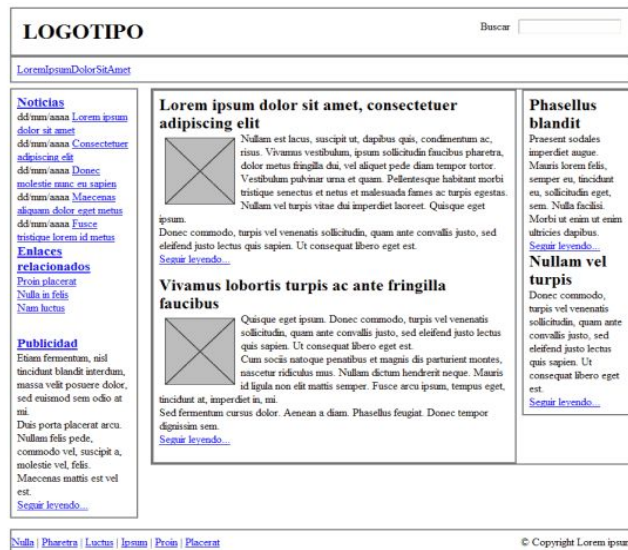 LOGOTIPO
Buscar
LoremIpsumDolorSitAmet
Noticias
dd/mm/aaaa Lorem ipsum
dolor sit amet
dd/mm/aaaa Consectetuer
adipiscing elit
dd/mm/aaaa Donec
molestie nunc eu sapien
dd/mm/aaaa Maecenas
aliquam dolor eget metus
dd/mm/aaaa Fusce
tristique lorem id metus
Enlaces
relacionados
Proin placerat
Nulla in felis
Nam luctus
Publicidad
Etiam fermentum, nisl
tincidunt blandit interdum,
massa velit posuere dolor,
sed euismod sem odio at
mi.
Duis porta placerat arcu.
Nullam felis pede,
commodo vel, suscipit a,
molestie vel, felis.
Maecenas mattis est vel
est.
Seguir leyendo...
Lorem ipsum dolor sit amet, consectetuer
adipiscing elit
Nullam est lacus, suscipit ut, dapibus quis, condimentum ac,
risus. Vivamus vestibulum, ipsum sollicitudin faucibus pharetra,
dolor metus fringilla dui, vel aliquet pede diam tempor tortor.
Vestibulum pulvinar urna et quam. Pellentesque habitant morbi
tristique senectus et netus et malesuada fames ac turpis egestas.
Nullam vel turpis vitae dui imperdiet laoreet. Quisque eget
ipsum.
Donec commodo, turpis vel venenatis sollicitudin, quam ante convallis justo, sed
eleifend justo lectus quis sapien. Ut consequat libero eget est.
Seguir leyendo...
Vivamus lobortis turpis ac ante fringilla
faucibus
Quisque eget ipsum. Donec commodo, turpis vel venenatis
sollicitudin, quam ante convallis justo, sed eleifend justo lectus
quis sapien. Ut consequat libero eget est.
Cum sociis natoque penatibus et magnis dis parturient montes,
nascetur ridiculus mus. Nullam dictum hendrerit neque. Mauris
id ligula non elit mattis semper. Fusce arcu ipsum, tempus eget,
tincidunt at, imperdiet in, mi.
Sed fermentum cursus dolor. Aenean a diam. Phasellus feugiat. Donec tempor
dignissim sem.
Seguir leyendo...
Phasellus
blandit
Praesent sodales
imperdiet augue.
Mauris lorem felis,
semper eu, tincidunt
eu, sollicitudin eget,
sem. Nulla facilisi.
Morbi ut enim ut enim
ultricies dapibus.
Seguir leyendo...
Nullam vel
turpis
Donec commodo,
turpis vel venenatis
sollicitudin, quam ante
convallis justo, sed
eleifend justo lectus
quis sapien. Ut
consequat libero eget
est.
Seguir leyendo...
Nulla | Pharetra | Luctus | Ipsum | Proin | Placerat
© Copyright Lorem ipsum